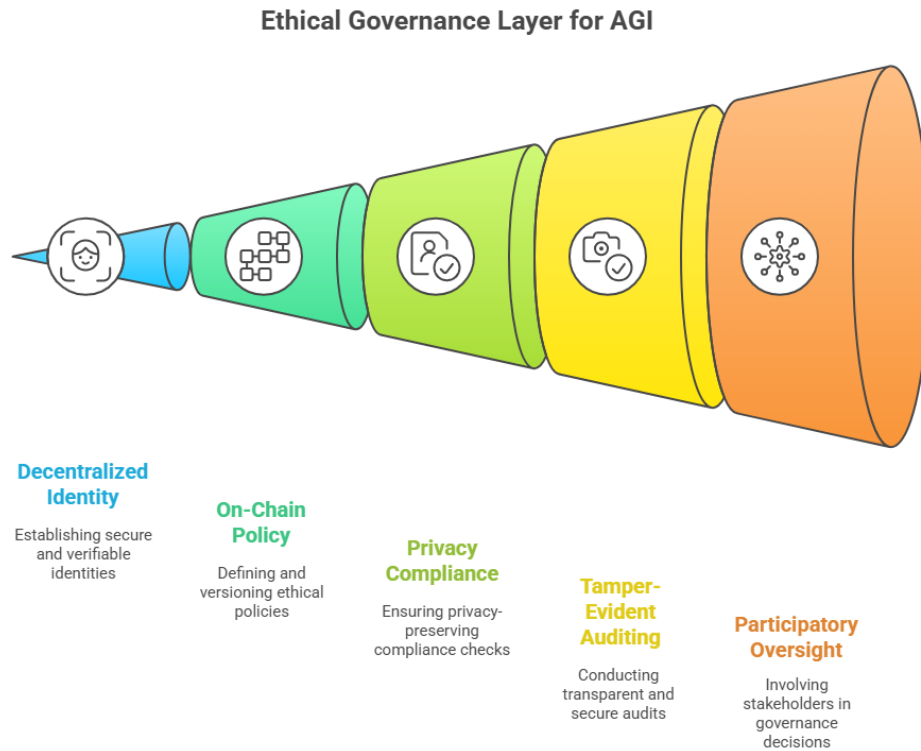 Ethical Governance Layer for AGI
Decentralized
Identity
Establishing secure
and verifiable
identities
On-Chain
Policy
Defining and
versioning ethical
policies
Privacy
Compliance
Ensuring privacy-
preserving
compliance checks
Tamper-
Evident
Auditing
Conducting
transparent and
secure audits
Participatory
Oversight
Involving
stakeholders in
governance
decisions